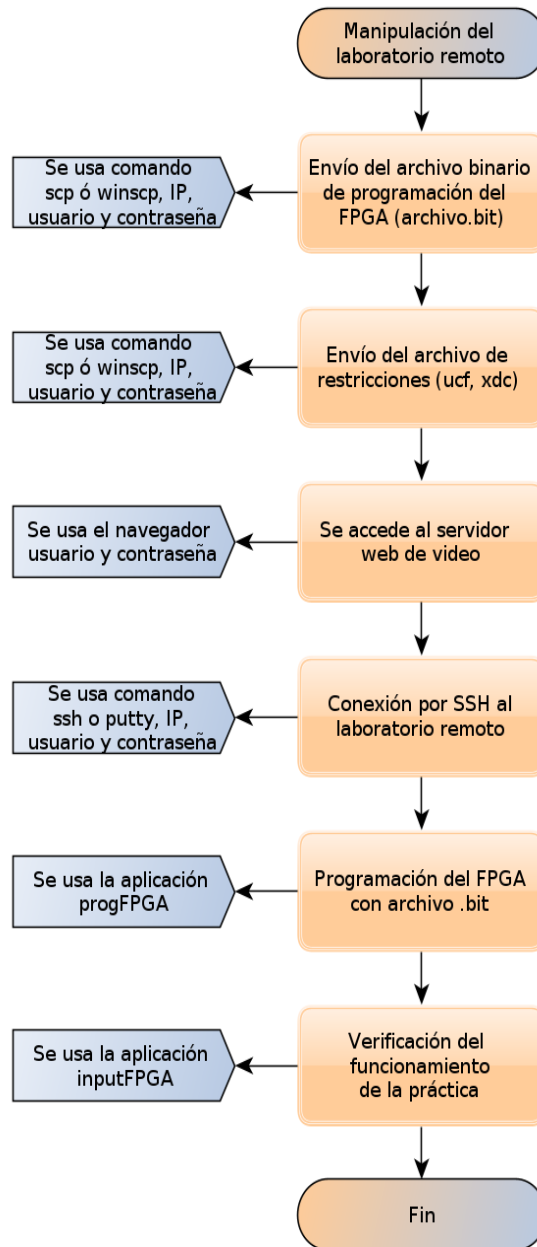 Manipulación del
laboratorio remoto
Se usa comando
scp ó winscp, IP,
usuario y contraseña
Envío del archivo binario
de programación del
FPGA (archivo.bit)
Se usa comando
scp ó winscp, IP,
usuario y contraseña
Envío del archivo de
restricciones (ucf, xdc)
Se usa el navegador
usuario y contraseña
Se accede al servidor
web de video
Se usa comando
ssh o putty, IP,
usuario y contraseña
Conexión por SSH al
laboratorio remoto
Se usa la aplicación
progFPGA
Programación del FPGA
con archivo .bit
Se usa la aplicación
inputFPGA
Verificación del
funcionamiento
de la práctica
Fin